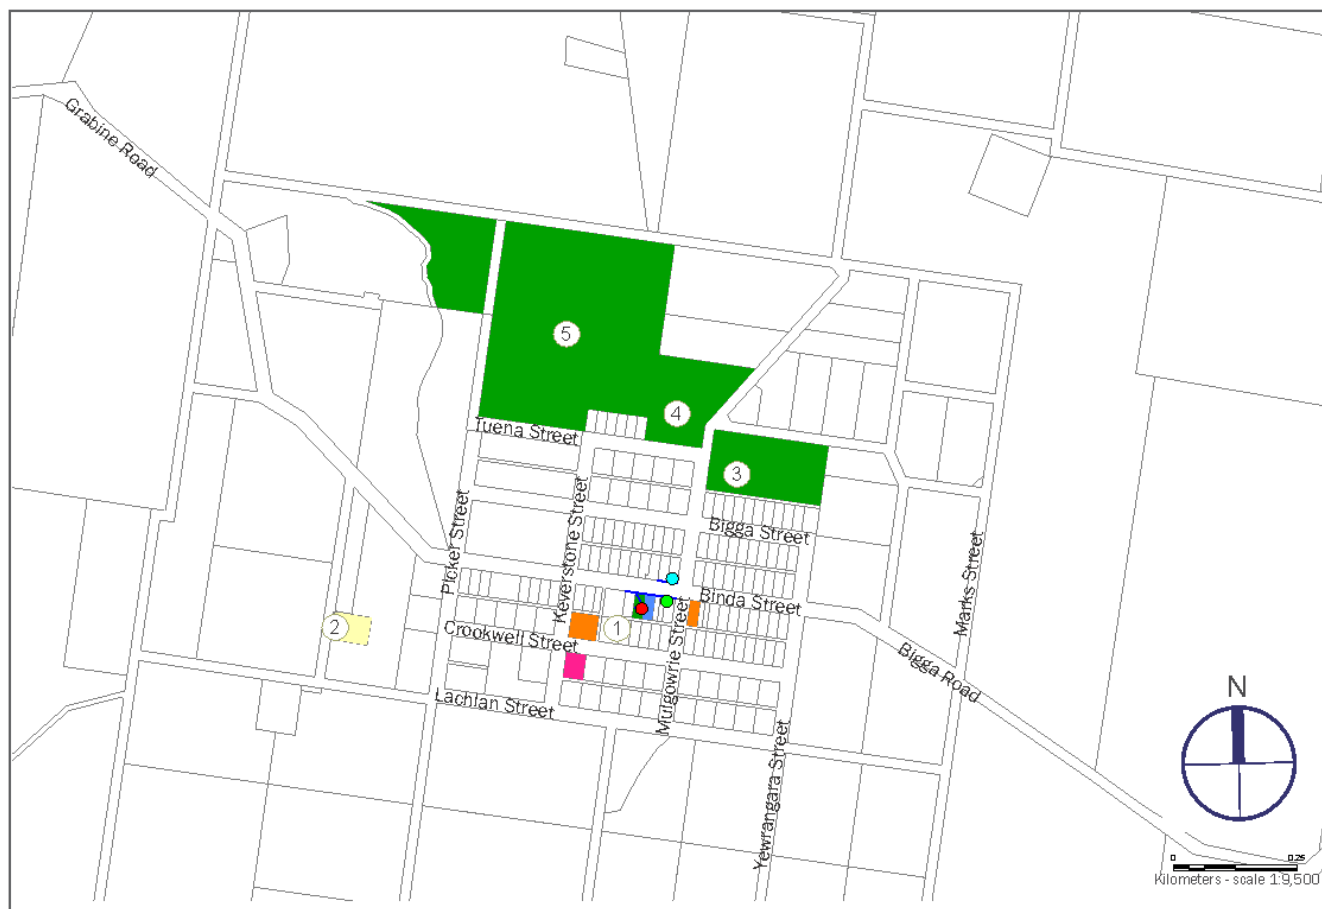 Grabine Road
5
4
Tuena Street
3
Bigga Street
Picker Street
Keverstone Street
Marks Street
Binda Street
2
1
Crookwell Street
Mulgowrie Street
Bigga Road
Lachlan Street
Yewrangara Street
N
0 0.25
Kilometers - scale 1:9,500